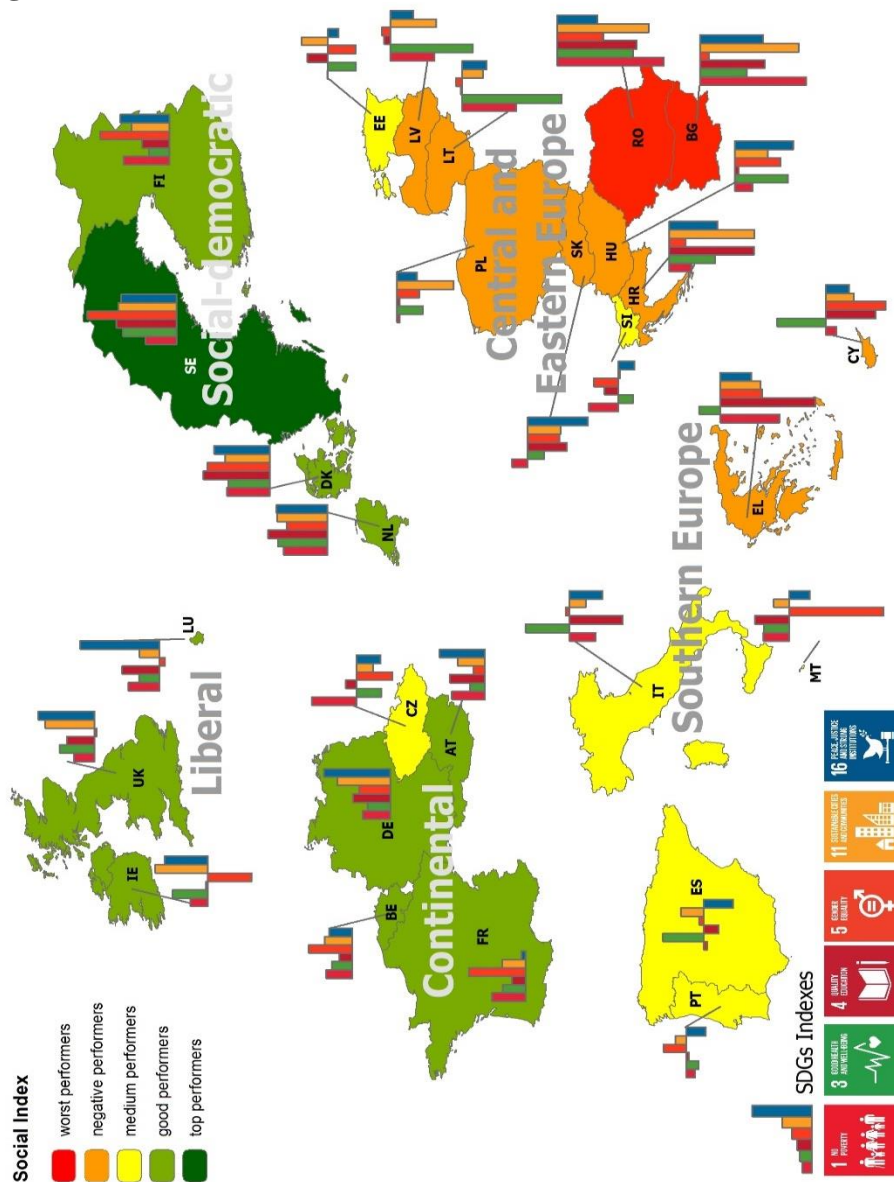 Social Index
worst performers
negative performers
medium performers
good performers
top performers
IE
UK
LU
Liberal
NL
DK
SE
FI
Social-democratic
BE
DE
FR
CZ
AT
Continental
EE
LV
LT
PL
SK
HU
RO
BG
SI
HR
Central and
Eastern Europe
PT
ES
IT
MT
EL
CY
Southern Europe
SDGs Indexes
1 NO
POVERTY
3 GOOD HEALTH
AND WELL-BEING
4 QUALITY
EDUCATION
5 GENDER
EQUALITY
11 SUSTAINABLE CITIES
AND COMMUNITIES
16 PEACE, JUSTICE
AND STRONG
INSTITUTIONS